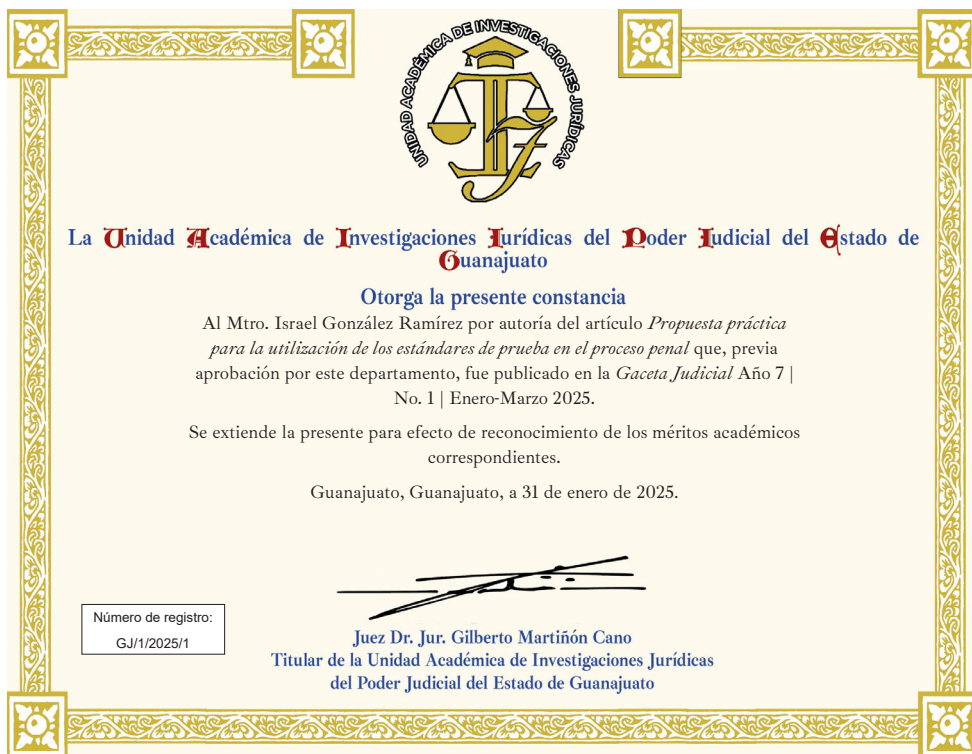 UNIDAD ACADÉMICA DE INVESTIGACIONES JURÍDICAS
La Unidad Académica de Investigaciones Jurídicas del Poder Judicial del Estado de
Guanajuato
Otorga la presente constancia
Al Mtro. Israel González Ramírez por autoría del artículo Propuesta práctica
para la utilización de los estándares de prueba en el proceso penal que, previa
aprobación por este departamento, fue publicado en la Gaceta Judicial Año 7 |
No. 1 | Enero-Marzo 2025.
Se extiende la presente para efecto de reconocimiento de los méritos académicos
correspondientes.
Guanajuato, Guanajuato, a 31 de enero de 2025.
Número de registro:
GJ/1/2025/1
Juez Dr. Jur. Gilberto Martiñón Cano
Titular de la Unidad Académica de Investigaciones Jurídicas
del Poder Judicial del Estado de Guanajuato